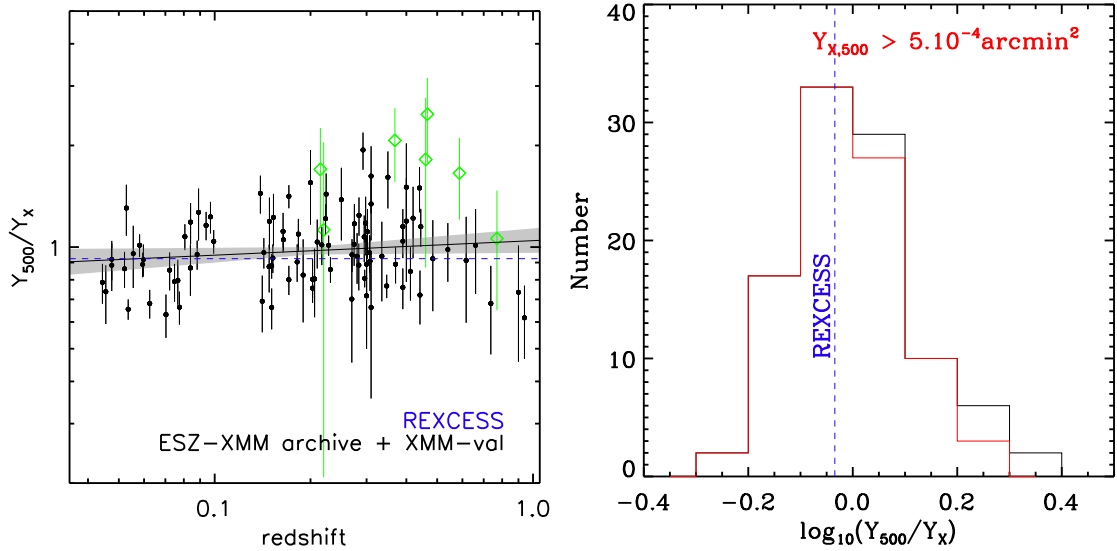 Y500/YX
1
0.1
1.0
redshift
REXCESS
ESZ-XMM archive + XMM-val
Number
40
30
20
10
0
-0.4
-0.2
0.0
0.2
0.4
log10(Y500/YX)
YX,500 > 5.10-4arcmin2
REXCESS